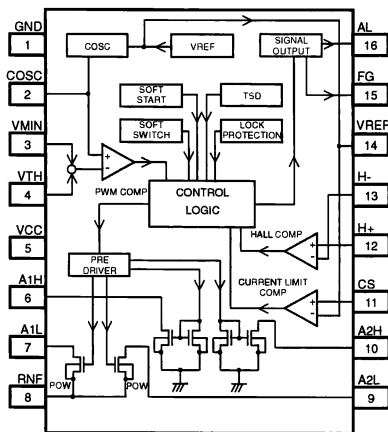 GND
1
COSC
2
VMIN
3
VTH
4
VCC
5
A1H
6
A1L
7
RNF
8
COSC
VREF
SIGNAL
OUTPUT
SOFT
START
TSD
SOFT
SWITCH
LOCK
PROTECTION
+
-
PWM COMP
CONTROL
LOGIC
HALL COMP
+
-
PRE
DRIVER
CURRENT LIMIT
COMP
+
-
POW
POW
AL
16
FG
15
VREF
14
H-
13
H+
12
CS
11
A2H
10
A2L
9